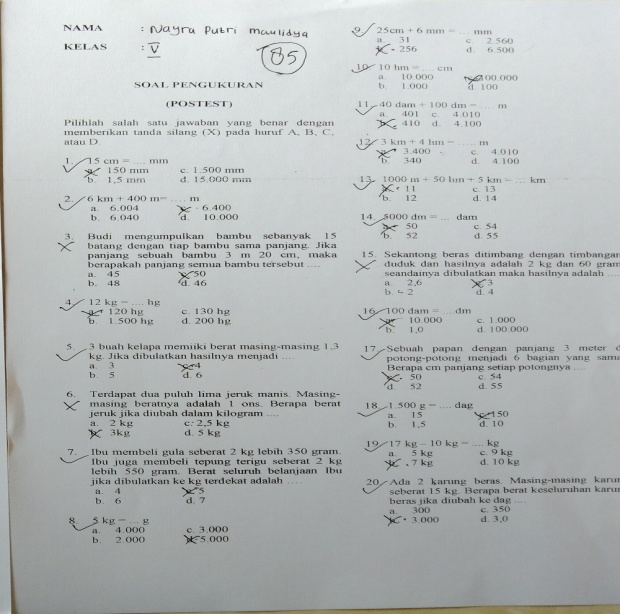 NAMA : Nayra Putri maulidya
KELAS : V
85
SOAL PENGUKURAN
(POSTEST)
Pilihlah salah satu jawaban yang benar dengan
memberikan tanda silang (X) pada huruf A, B, C,
atau D.
1. 15 cm = .... mm
a. 150 mm c. 1.500 mm
b. 1,5 mm d. 15.000 mm
2. 6 km + 400 m= .... m
a. 6.004 c. 6.400
b. 6.040 d. 10.000
3. Budi mengumpulkan bambu sebanyak 15
batang dengan tiap bambu sama panjang. Jika
panjang sebuah bambu 3 m 20 cm, maka
berapakah panjang semua bambu tersebut ....
a. 45 c. 50
b. 48 d. 46
4. 12 kg = .... hg
a. 120 hg c. 130 hg
b. 1.500 hg d. 200 hg
5. 3 buah kelapa memiiki berat masing-masing 1,3
kg. Jika dibulatkan hasilnya menjadi ....
a. 3 c. 4
b. 5 d. 6
6. Terdapat dua puluh lima jeruk manis. Masing-
masing beratnya adalah 1 ons. Berapa berat
jeruk jika diubah dalam kilogram ....
a. 2 kg c. 2,5 kg
b. 3kg d. 5 kg
7. Ibu membeli gula seberat 2 kg lebih 350 gram.
Ibu juga membeli tepung terigu seberat 2 kg
lebih 550 gram. Berat seluruh belanjaan Ibu
jika dibulatkan ke kg terdekat adalah ....
a. 4 c. 5
b. 6 d. 7
8. 5 kg = .... g
a. 4.000 c. 3.000
b. 2.000 d. 5.000
9. 25cm + 6 mm = .... mm
a. 31 c. 2.560
b. 256 d. 6.500
10. 10 hm = .... cm
a. 10.000 c. 100.000
b. 1.000 d. 100
11. 40 dam + 100 dm = .... m
a. 401 c. 4.010
b. 410 d. 4.100
12. 3 km + 4 hm = .... m
a. 3.400 c. 4.010
b. 340 d. 4.100
13. 1000 m + 50 hm + 5 km = .... km
a. 11 c. 13
b. 12 d. 14
14. 5000 dm = .... dam
a. 50 c. 54
b. 52 d. 55
15. Sekantong beras ditimbang dengan timbangan
duduk dan hasilnya adalah 2 kg dan 60 gram
seandainya dibulatkan maka hasilnya adalah ....
a. 2,6 c. 3
b. 2 d. 4
16. 100 dam = .... dm
a. 10.000 c. 1.000
b. 1,0 d. 100.000
17. Sebuah papan dengan panjang 3 meter
potong-potong menjadi 6 bagian yang sama
Berapa cm panjang setiap potongnya ....
a. 50 c. 54
d. 52 d. 55
18. 1.500 g = .... dag
a. 15 c. 150
b. 1,5 d. 10
19. 17 kg – 10 kg = .... kg
a. 5 kg c. 9 kg
b. 7 kg d. 10 kg
20. Ada 2 karung beras. Masing-masing karu
seberat 15 kg. Berapa berat keseluruhan karu
beras jika diubah ke dag ....
a. 300 c. 350
b. 3.000 d. 3,0